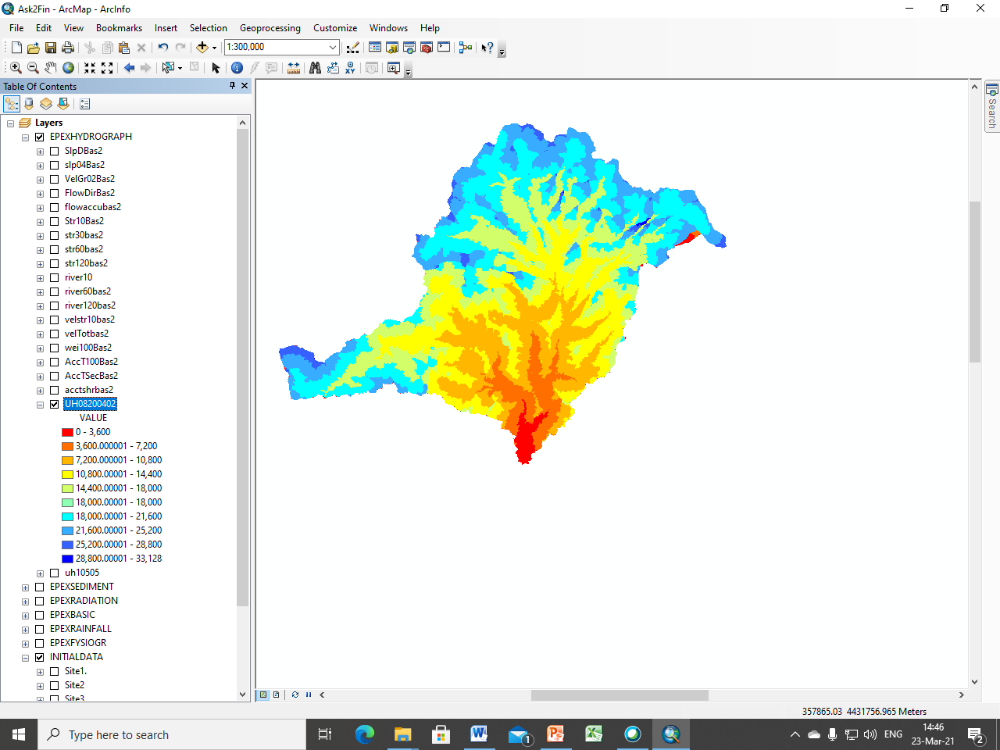 Ask2Fin - ArcMap - ArcInfo
File Edit View Bookmarks Insert Selection Geoprocessing Customize Windows Help
1:300,000
Table Of Contents
Layers
EPEXHYDROGRAPH
SlpDBas2
slp04Bas2
VelGr02Bas2
FlowDirBas2
flowaccubas2
Str10Bas2
str30bas2
str60bas2
str120bas2
river10
river60bas2
river120bas2
velstr10bas2
velTotbas2
wei100Bas2
AccT100Bas2
AccTSecBas2
acctshrbas2
UH08200402
VALUE
0 - 3,600
3,600.000001 - 7,200
7,200.000001 - 10,800
10,800.00001 - 14,400
14,400.00001 - 18,000
18,000.00001 - 18,000
18,000.00001 - 21,600
21,600.00001 - 25,200
25,200.00001 - 28,800
28,800.00001 - 33,128
uh10505
EPEXSEDIMENT
EPEXRADIATION
EPEXBASIC
EPEXRAINFALL
EPEXFYSIOGR
INITIALDATA
Site1.
Site2
Site3
Search
357865.03 4431756.965 Meters
Type here to search
1
ENG
14:46
23-Mar-21
2